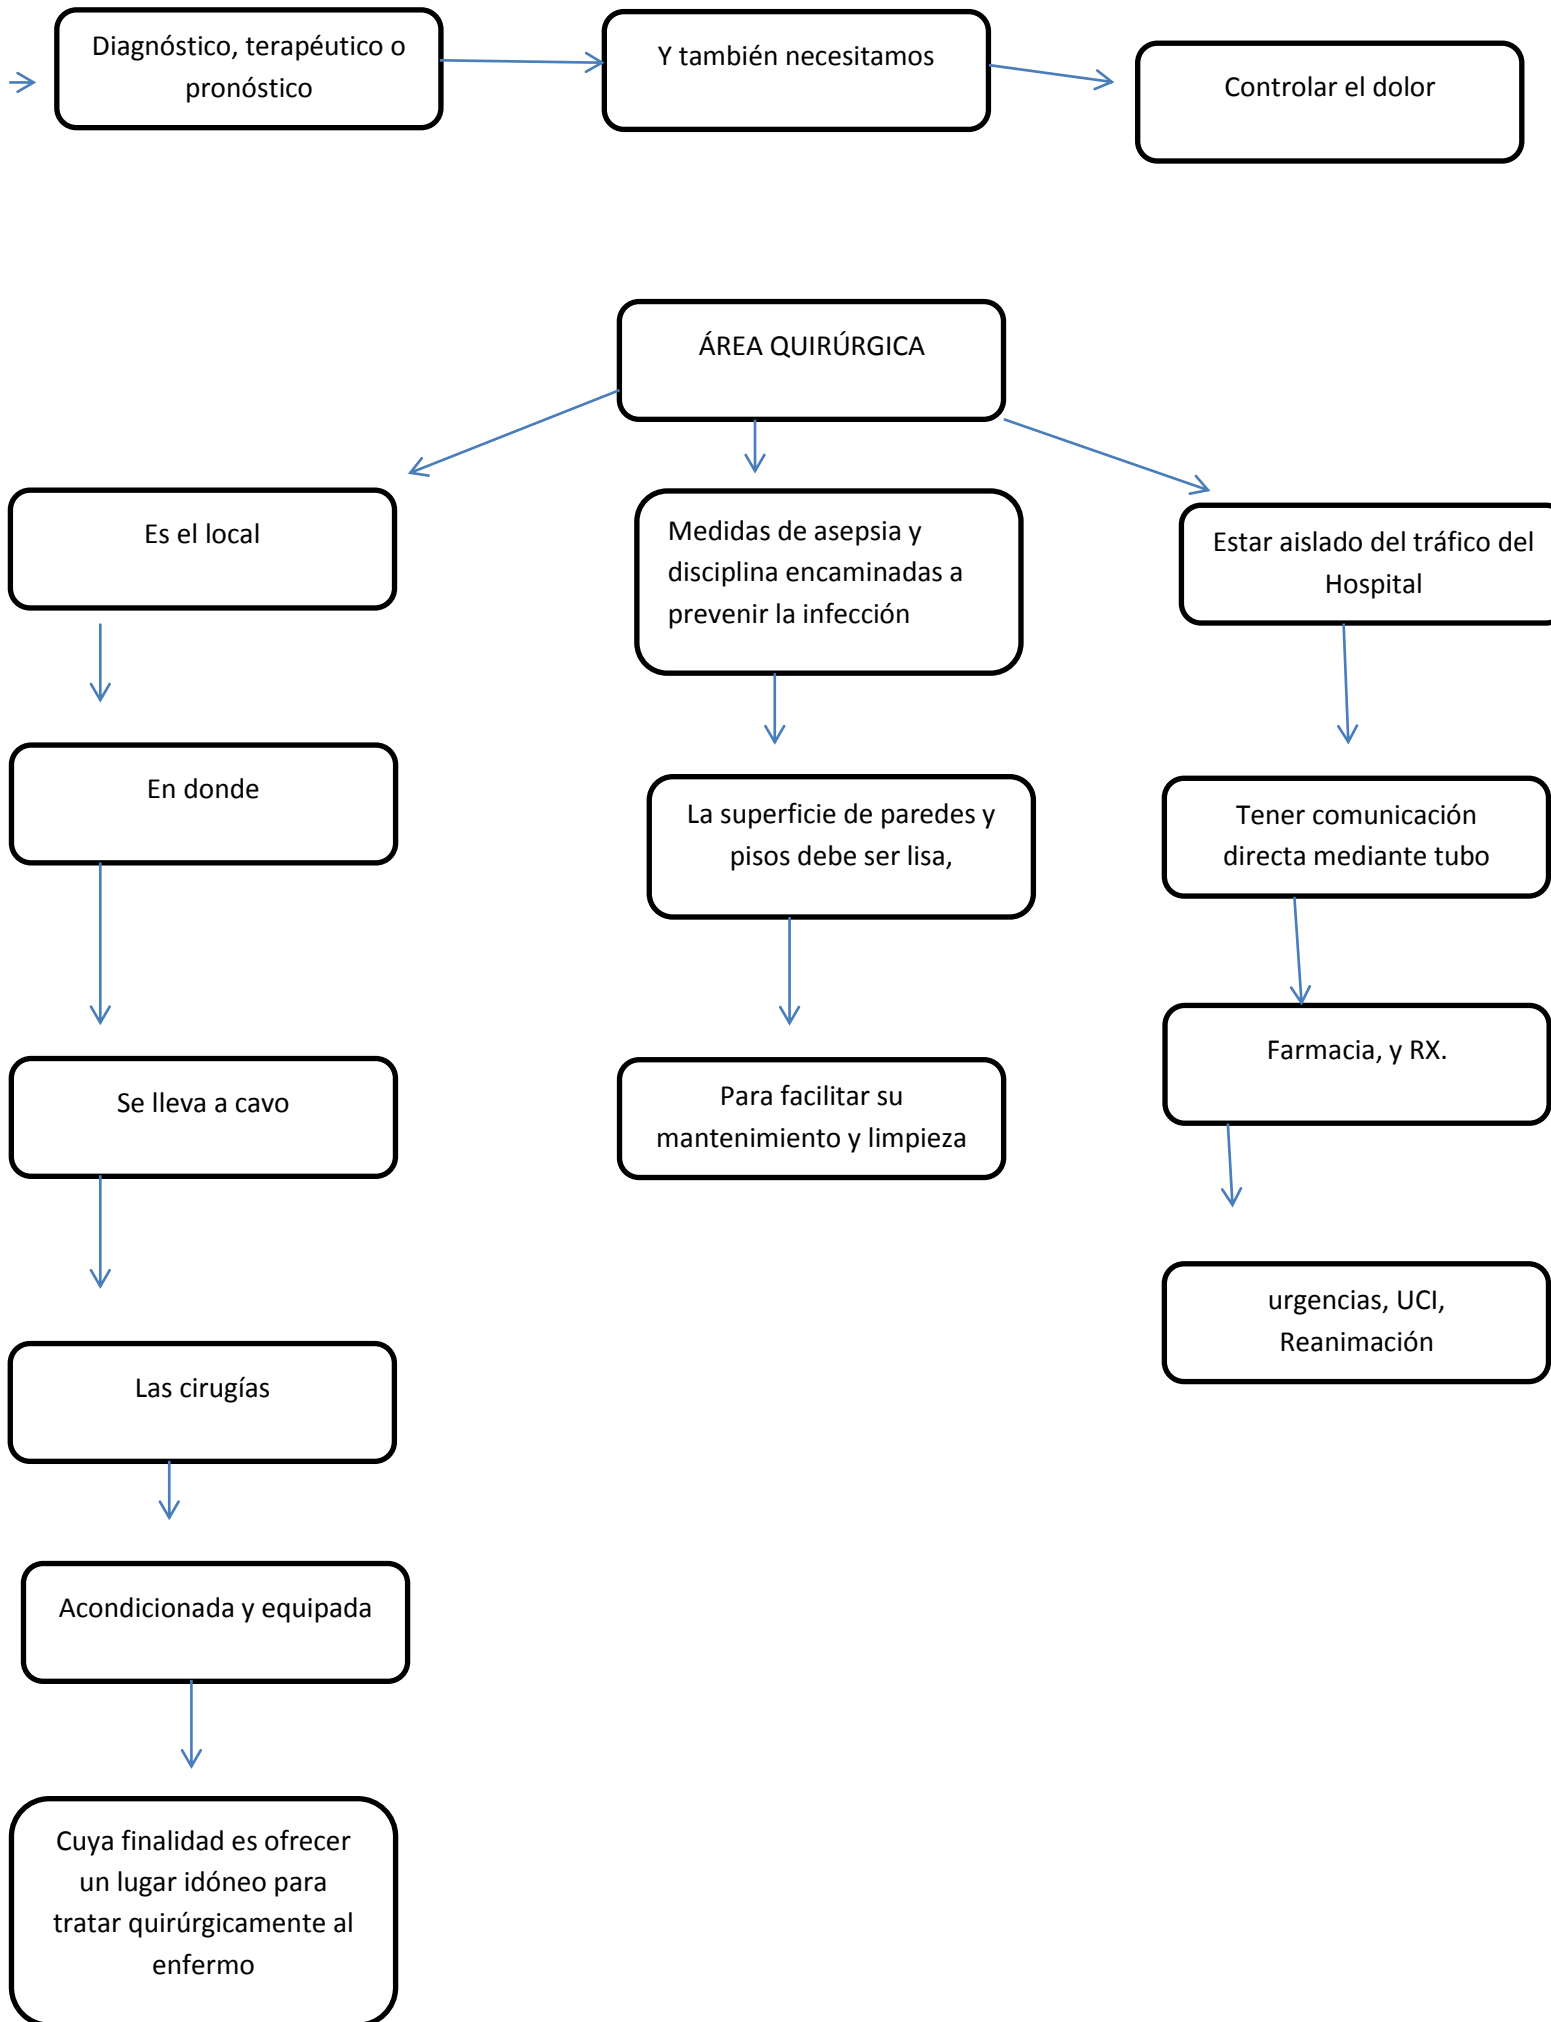 Diagnóstico, terapéutico o
pronóstico
Y también necesitamos
Controlar el dolor
ÁREA QUIRÚRGICA
Es el local
En donde
Se lleva a cavo
Las cirugías
Acondicionada y equipada
Cuya finalidad es ofrecer
un lugar idóneo para
tratar quirúrgicamente al
enfermo
Medidas de asepsia y
disciplina encaminadas a
prevenir la infección
La superficie de paredes y
pisos debe ser lisa,
Para facilitar su
mantenimiento y limpieza
Estar aislado del tráfico del
Hospital
Tener comunicación
directa mediante tubo
Farmacia, y RX.
urgencias, UCI,
Reanimación